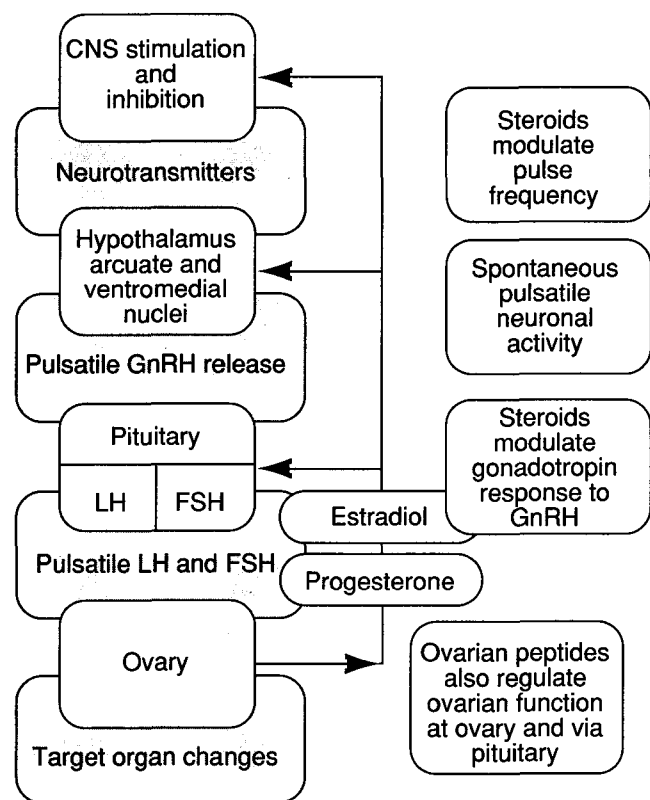 CNS stimulation
and
inhibition
Neurotransmitters
Hypothalamus
arcuate and
ventromedial
nuclei
Pulsatile GnRH release
Pituitary
LH
FSH
Pulsatile LH and FSH
Ovary
Target organ changes
Estradiol
Progesterone
Steroids
modulate
pulse
frequency
Spontaneous
pulsatile
neuronal
activity
Steroids
modulate
gonadotropin
response to
GnRH
Ovarian peptides
also regulate
ovarian function
at ovary and via
pituitary